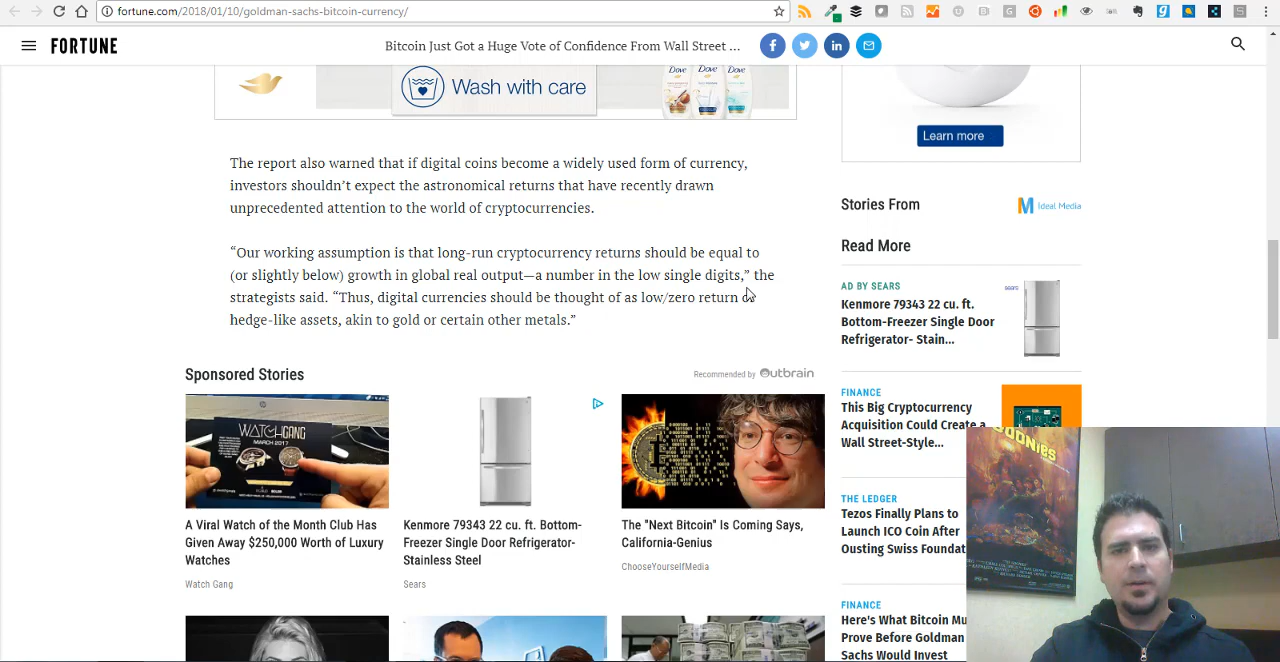 fortune.com/2018/01/10/goldman-sachs-bitcoin-currency/
FORTUNE
Bitcoin Just Got a Huge Vote of Confidence From Wall Street ...
Wash with care
Dove
Dove
Dove
Learn more
The report also warned that if digital coins become a widely used form of currency,
investors shouldn’t expect the astronomical returns that have recently drawn
unprecedented attention to the world of cryptocurrencies.
“Our working assumption is that long-run cryptocurrency returns should be equal to
(or slightly below) growth in global real output—a number in the low single digits,” the
strategists said. “Thus, digital currencies should be thought of as low/zero return or
hedge-like assets, akin to gold or certain other metals.”
Stories From
Ideal Media
Read More
AD BY SEARS
Kenmore 79343 22 cu. ft.
Bottom-Freezer Single Door
Refrigerator- Stain...
sears
FINANCE
This Big Cryptocurrency
Acquisition Could Create a
Wall Street-Style...
THE LEDGER
Tezos Finally Plans to
Launch ICO Coin After
Ousting Swiss Foundat
FINANCE
Here's What Bitcoin Mu
Prove Before Goldman
Sachs Would Invest
Sponsored Stories
Recommended by Outbrain
WATCHGANG
MARCH 2017
A Viral Watch of the Month Club Has
Given Away $250,000 Worth of Luxury
Watches
Watch Gang
Kenmore 79343 22 cu. ft. Bottom-
Freezer Single Door Refrigerator-
Stainless Steel
Sears
The "Next Bitcoin" Is Coming Says,
California-Genius
ChooseYourselfMedia
GOONIES